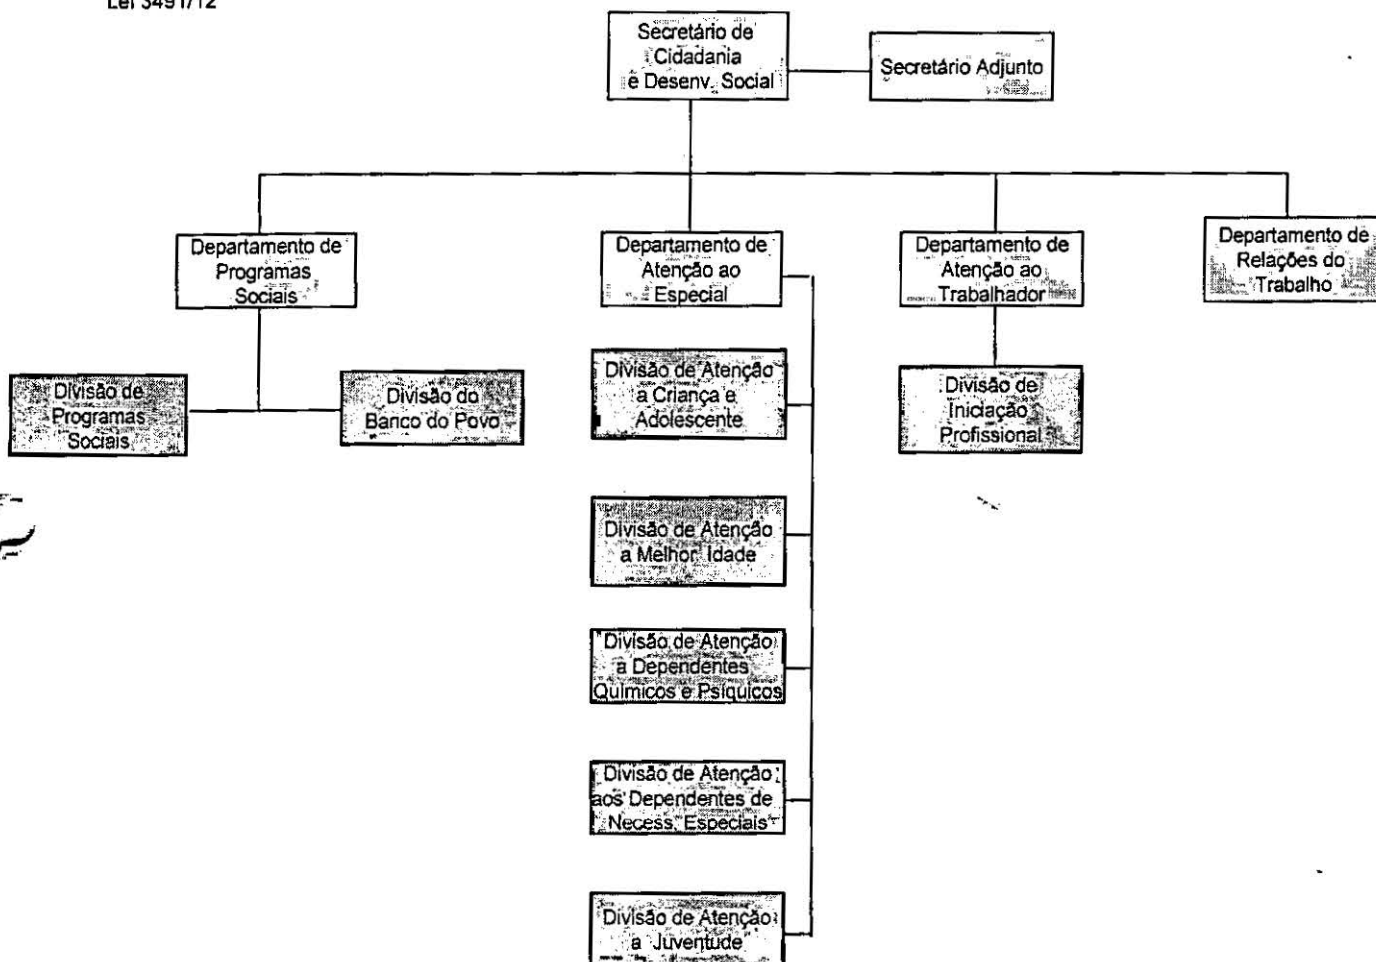 Lei 3491/12
Secretário de
Cidadania
e Desenv. Social
Secretário Adjunto
Departamento de
Programas
Sociais
Departamento de
Atenção ao
Especial
Departamento de
Atenção ao
Trabalhador
Departamento de
Relações do
Trabalho
Divisão de
Programas
Sociais
Divisão do
Banco do Povo
Divisão de Atenção
a Criança e
Adolescente
Divisão de
Iniciação
Profissional
Divisão de Atenção
a Melhor Idade
Divisão de Atenção
a Dependentes
Químicos e Psíquicos
Divisão de Atenção
aos Dependentes de
Necess. Especiais
Divisão de Atenção
a Juventude